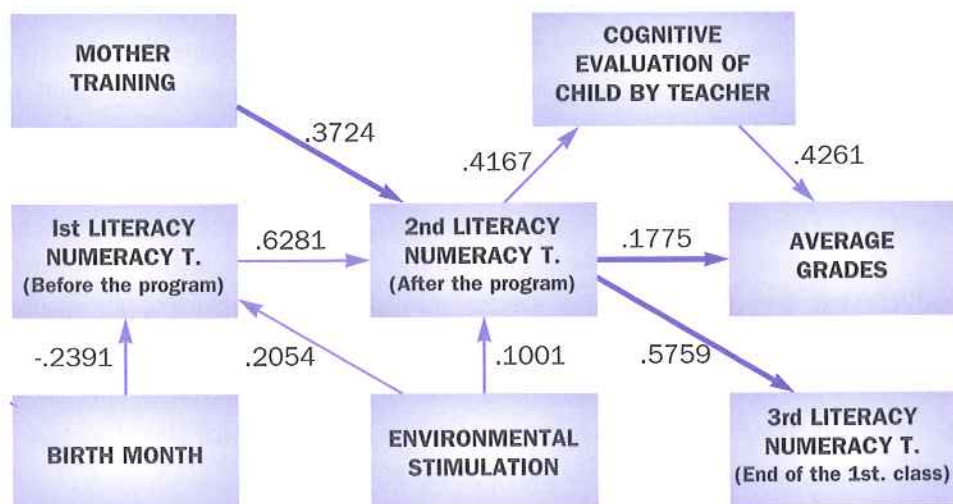 MOTHER
TRAINING
COGNITIVE
EVALUATION OF
CHILD BY TEACHER
.3724
.4167
.4261
Ist LITERACY
NUMERACY T.
(Before the program)
.6281
2nd LITERACY
NUMERACY T.
(After the program)
.1775
AVERAGE
GRADES
-.2391
.2054
.1001
.5759
BIRTH MONTH
ENVIRONMENTAL
STIMULATION
3rd LITERACY
NUMERACY T.
(End of the 1st. class)